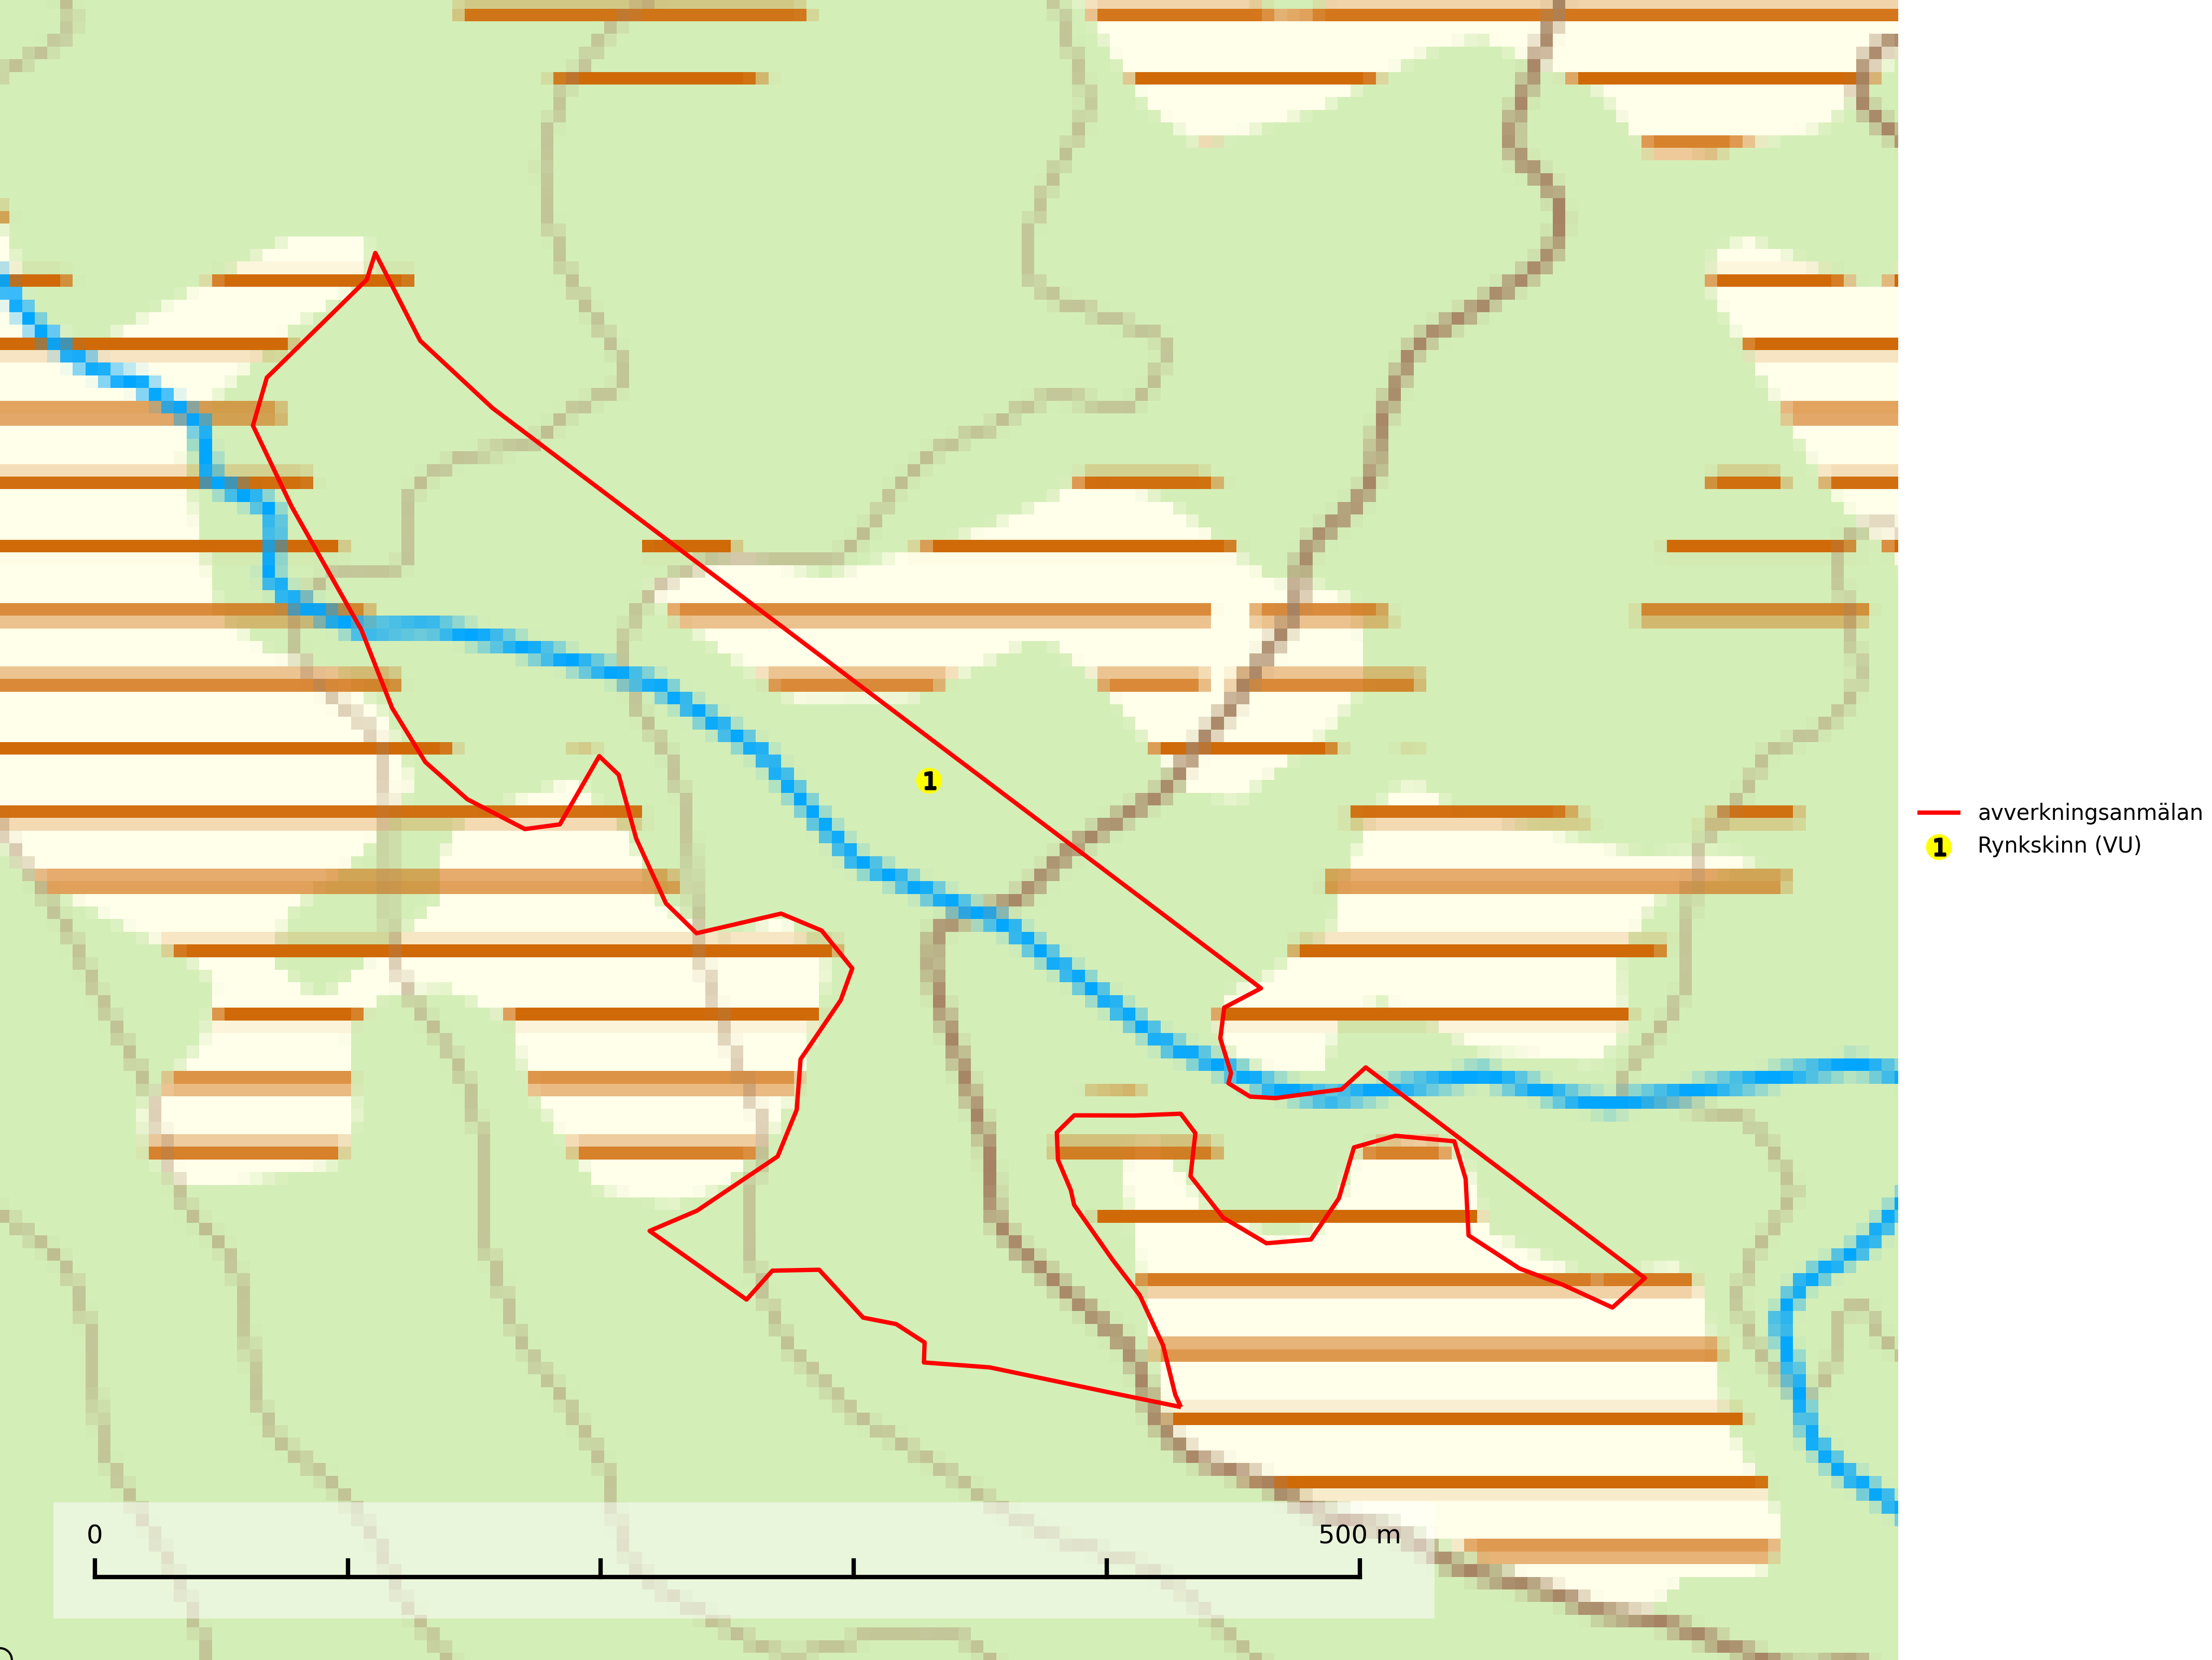 1
avverkningsanmälan
1 Rynkskinn (VU)
0 500 m